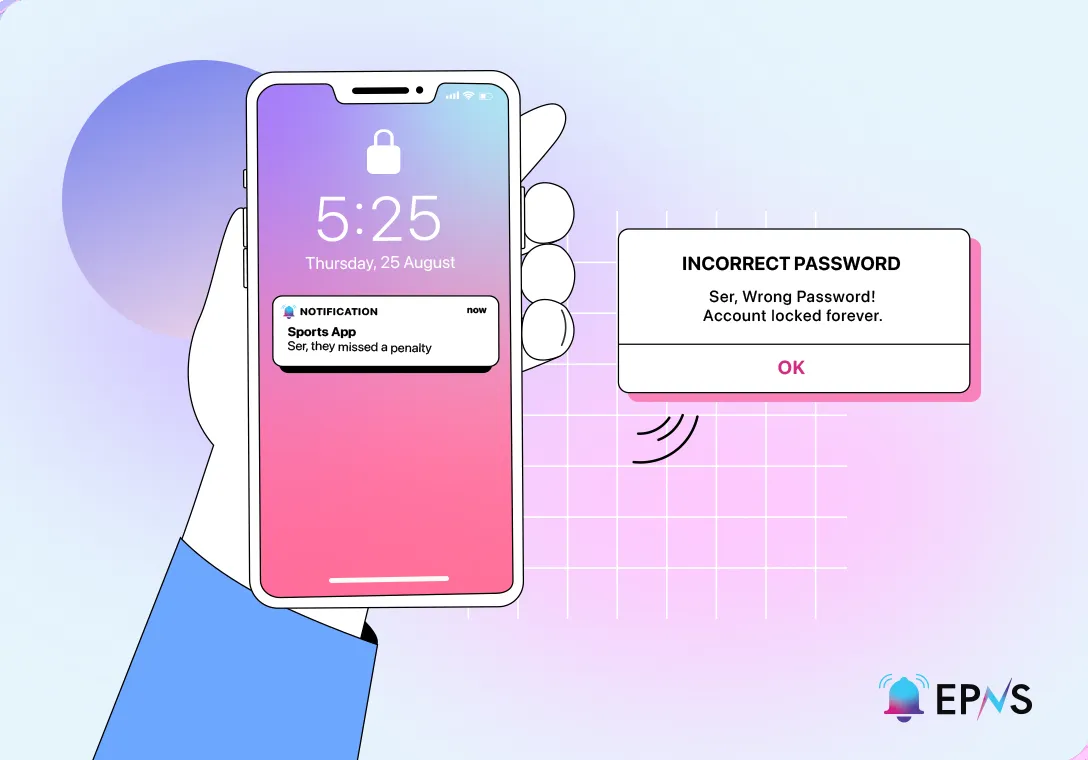 5:25
Thursday, 25 August
NOTIFICATION
now
Sports App
Ser, they missed a penalty
INCORRECT PASSWORD
Ser, Wrong Password!
Account locked forever.
OK
EPNS